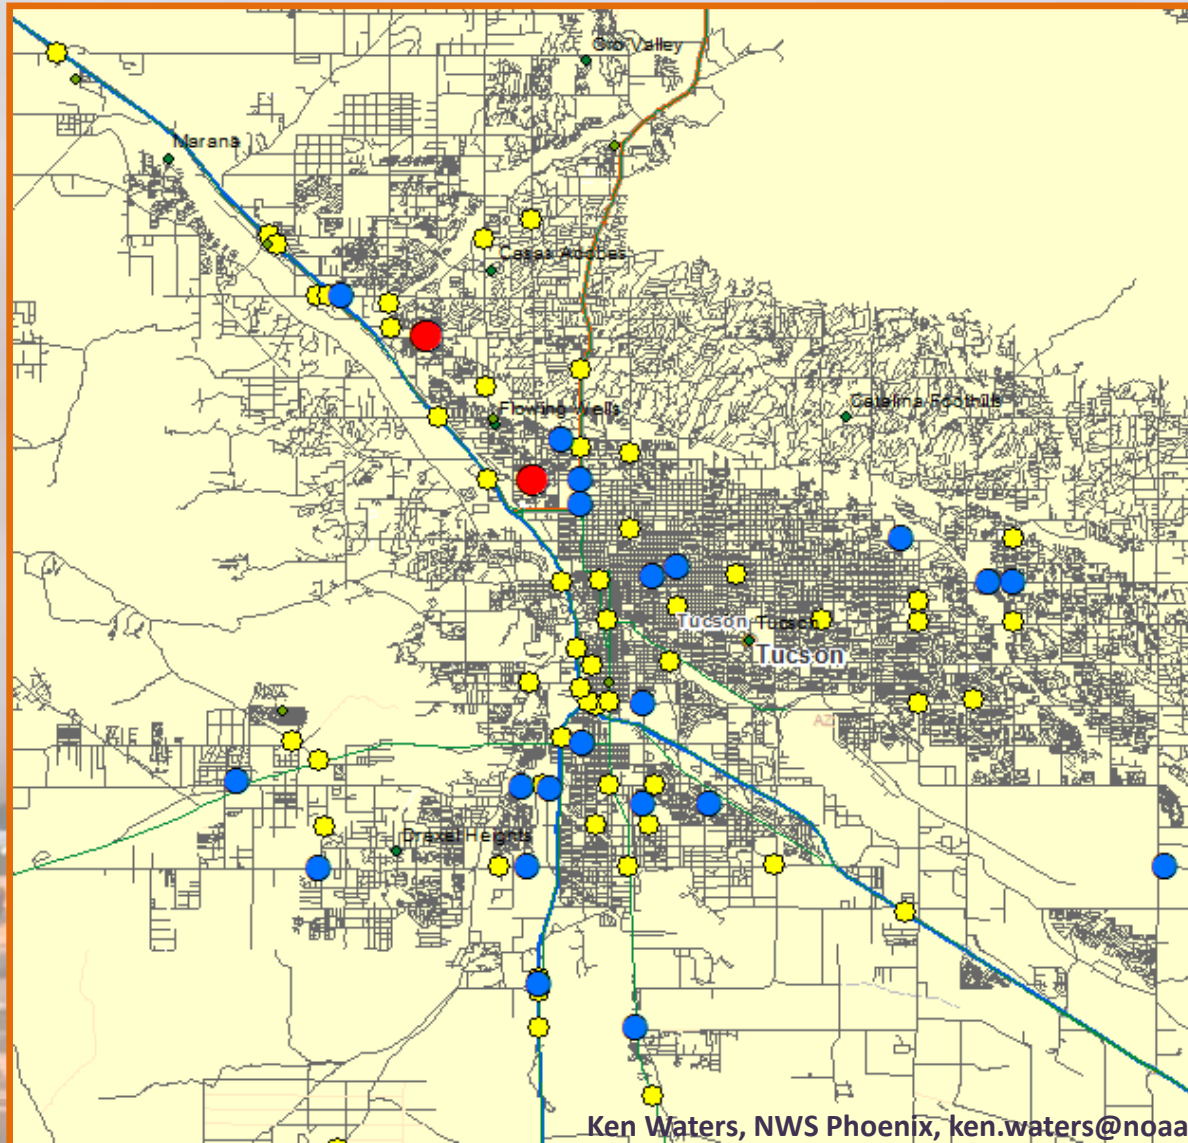 Oro Valley
Marana
Casas Adobes
Flowing Wells
Catalina Foothills
Tucson Tucson
Tucson
AZ
Drexel Heights
Ken Waters, NWS Phoenix, ken.waters@noaa